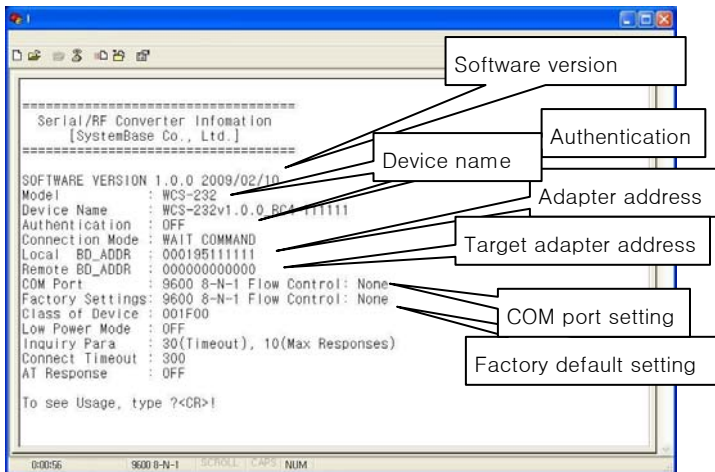 =====================================
Serial/RF Converter Infomation
[SystemBase Co., Ltd.]
=====================================
SOFTWARE VERSION 1.0.0 2009/02/10
Model : WCS-232
Device Name : WCS-232v1.0.0 RC4 111111
Authentication : OFF
Connection Mode : WAIT COMMAND
Local BD_ADDR : 000195111111
Remote BD_ADDR : 000000000000
COM Port : 9600 8-N-1 Flow Control: None
Factory Settings: 9600 8-N-1 Flow Control: None
Class of Device : 001F00
Low Power Mode : OFF
Inquiry Para : 30(Timeout), 10(Max Responses)
Connect Timeout : 300
AT Response : OFF
To see Usage, type ?<CR>!
Software version
Authentication
Device name
Adapter address
Target adapter address
COM port setting
Factory default setting
0:00:56 9600 8-N-1 SCROLL CAPS NUM